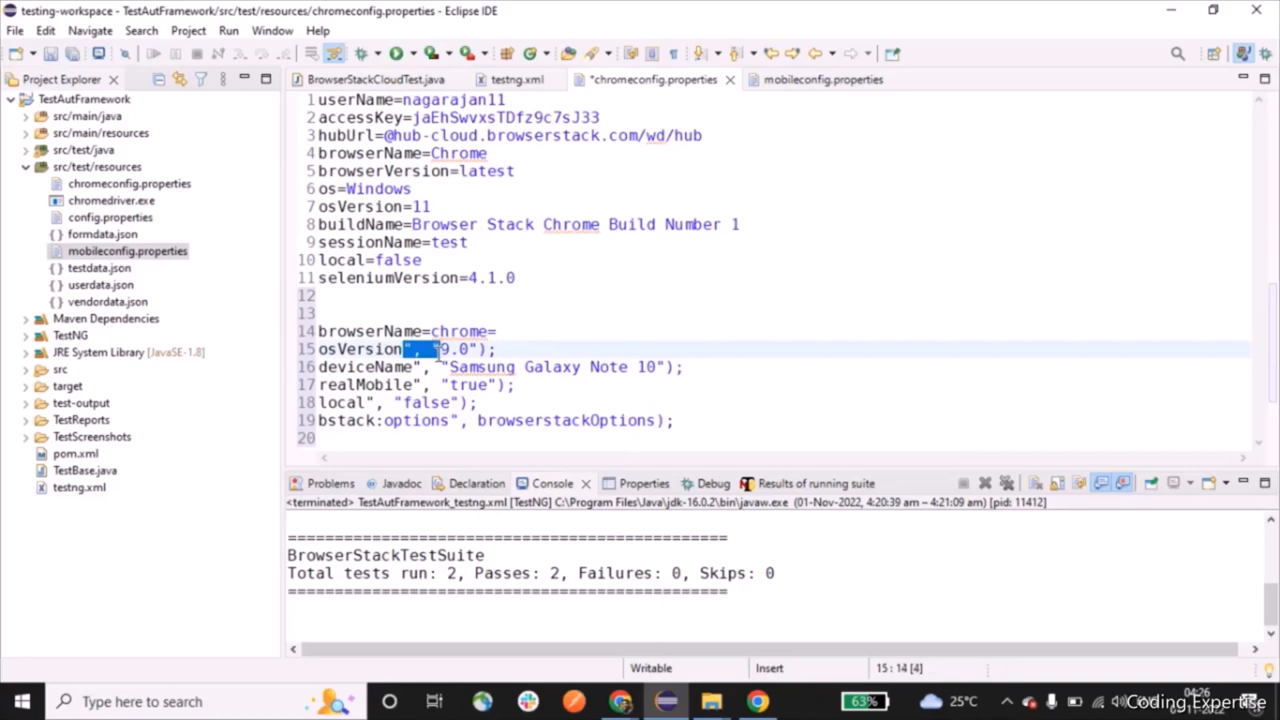 testing-workspace - TestAutFramework/src/test/resources/chromeconfig.properties - Eclipse IDE
File Edit Navigate Search Project Run Window Help
Project Explorer
BrowserStackCloudTest.java testng.xml *chromeconfig.properties mobileconfig.properties
TestAutFramework
src/main/java
src/main/resources
src/test/java
src/test/resources
chromeconfig.properties
chromedriver.exe
config.properties
formdata.json
mobileconfig.properties
testdata.json
userdata.json
vendordata.json
Maven Dependencies
TestNG
JRE System Library [JavaSE-1.8]
src
target
test-output
TestReports
TestScreenshots
pom.xml
TestBase.java
testng.xml
1 userName=nagarajan11
2 accessKey=jaEhSwvxsTDfz9c7sJ33
3 hubUrl=@hub-cloud.browserstack.com/wd/hub
4 browserName=Chrome
5 browserVersion=latest
6 os=Windows
7 osVersion=11
8 buildName=Browser Stack Chrome Build Number 1
9 sessionName=test
10 local=false
11 seleniumVersion=4.1.0
12
13
14 browserName=chrome=
15 osVersion", "9.0");
16 deviceName", "Samsung Galaxy Note 10");
17 realMobile", "true");
18 local", "false");
19 bstack:options", browserstackOptions);
20
Problems Javadoc Declaration Console Properties Debug Results of running suite
<terminated> TestAutFramework_testng.xml [TestNG] C:\Program Files\Java\jdk-16.0.2\bin\javaw.exe (01-Nov-2022, 4:20:39 am – 4:21:09 am) [pid: 11412]
===============================================
BrowserStackTestSuite
Total tests run: 2, Passes: 2, Failures: 0, Skips: 0
===============================================
Writable Insert 15 : 14 [4]
Type here to search
63%
25°C
04:26
Coding Expertise